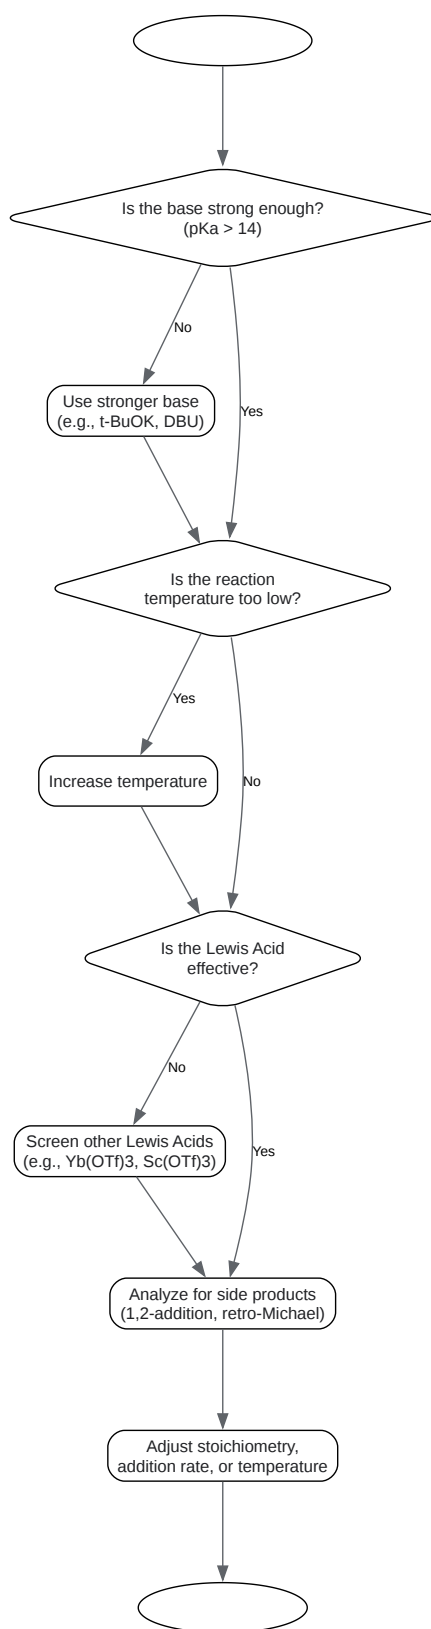 Is the base strong enough?
(pKa > 14)
No
Use stronger base
(e.g., t-BuOK, DBU)
Yes
Is the reaction
temperature too low?
Yes
Increase temperature
No
Is the Lewis Acid
effective?
No
Screen other Lewis Acids
(e.g., Yb(OTf)3, Sc(OTf)3)
Yes
Analyze for side products
(1,2-addition, retro-Michael)
Adjust stoichiometry,
addition rate, or temperature